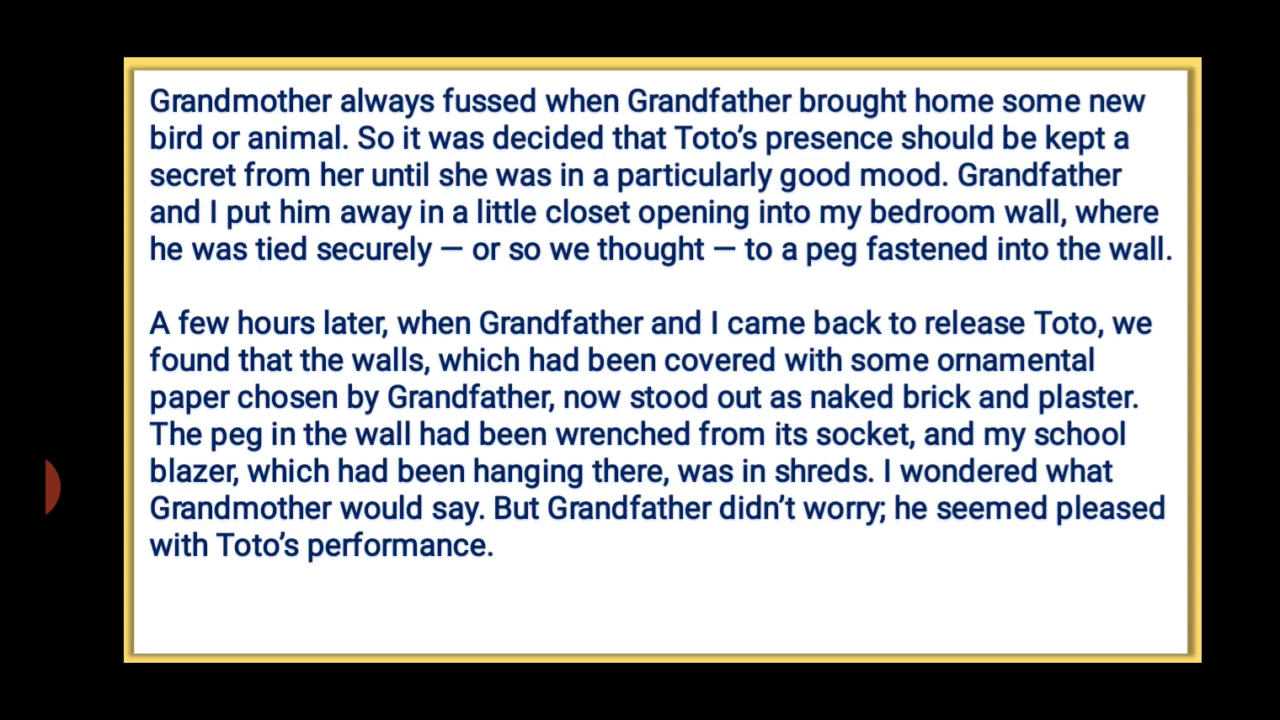 Grandmother always fussed when Grandfather brought home some new
bird or animal. So it was decided that Toto’s presence should be kept a
secret from her until she was in a particularly good mood. Grandfather
and I put him away in a little closet opening into my bedroom wall, where
he was tied securely — or so we thought — to a peg fastened into the wall.
A few hours later, when Grandfather and I came back to release Toto, we
found that the walls, which had been covered with some ornamental
paper chosen by Grandfather, now stood out as naked brick and plaster.
The peg in the wall had been wrenched from its socket, and my school
blazer, which had been hanging there, was in shreds. I wondered what
Grandmother would say. But Grandfather didn’t worry; he seemed pleased
with Toto’s performance.